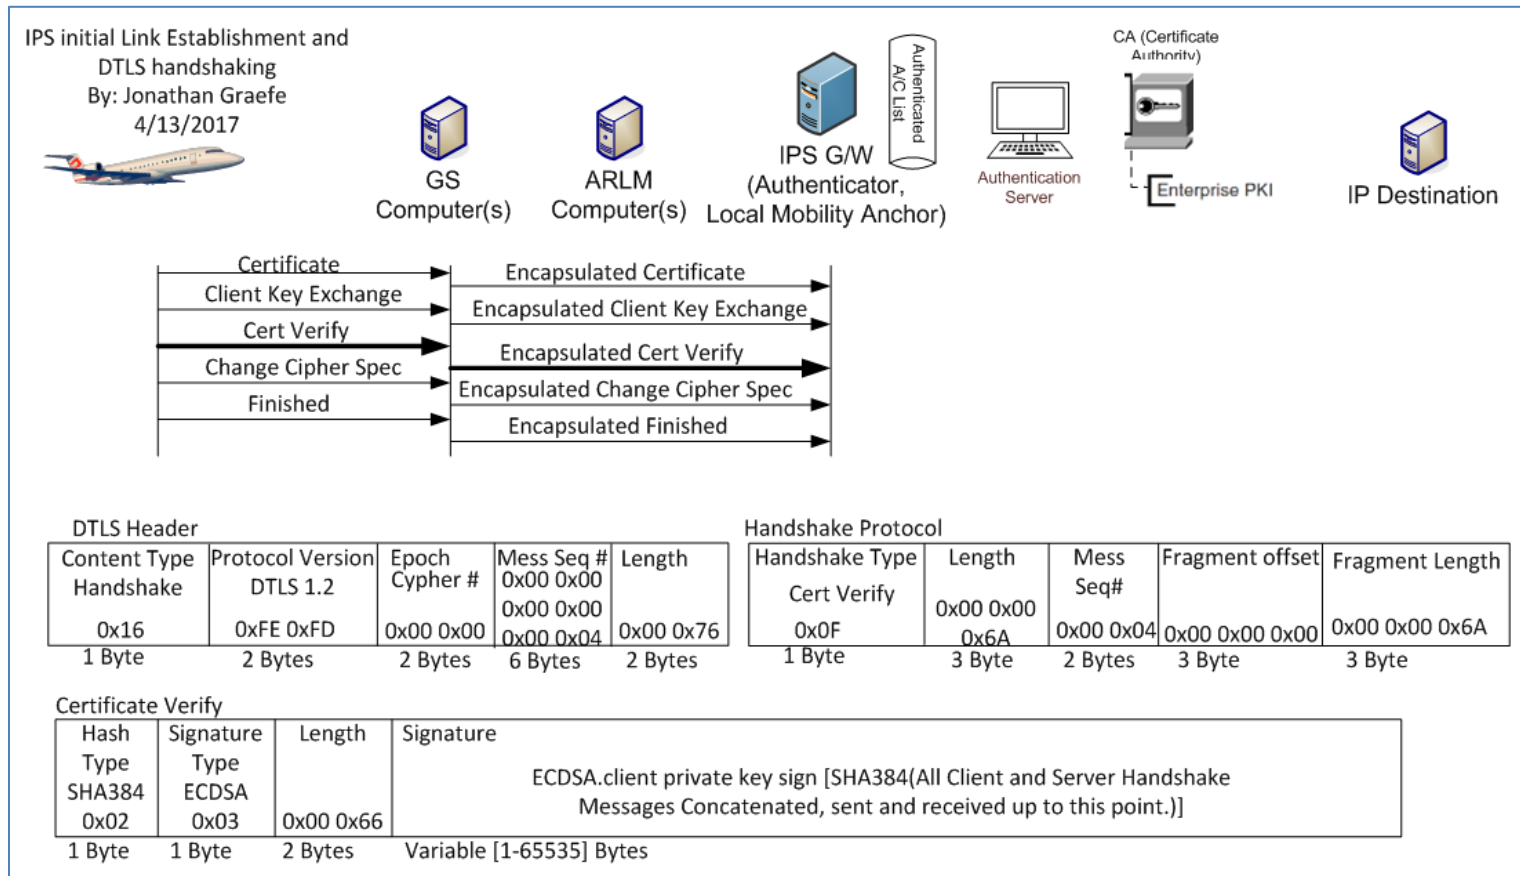 IPS initial Link Establishment and
DTLS handshaking
By: Jonathan Graefe
4/13/2017
GS
Computer(s)
ARLM
Computer(s)
IPS G/W
(Authenticator,
Local Mobility Anchor)
Authenticated
A/C List
Authentication
Server
CA (Certificate
Authority)
Enterprise PKI
IP Destination
Certificate
Encapsulated Certificate
Client Key Exchange
Encapsulated Client Key Exchange
Cert Verify
Encapsulated Cert Verify
Change Cipher Spec
Encapsulated Change Cipher Spec
Finished
Encapsulated Finished
DTLS Header
Content Type
Handshake
0x16
1 Byte
Protocol Version
DTLS 1.2
0xFE 0xFD
2 Bytes
Epoch
Cypher #
0x00 0x00
2 Bytes
Mess Seq #
0x00 0x00
0x00 0x00
0x00 0x04
6 Bytes
Length
0x00 0x76
2 Bytes
Handshake Protocol
Handshake Type
Cert Verify
0x0F
1 Byte
Length
0x00 0x00
0x6A
3 Byte
Mess
Seq#
0x00 0x04
2 Bytes
Fragment offset
0x00 0x00 0x00
3 Byte
Fragment Length
0x00 0x00 0x6A
3 Byte
Certificate Verify
Hash
Type
SHA384
0x02
1 Byte
Signature
Type
ECDSA
0x03
1 Byte
Length
0x00 0x66
2 Bytes
Signature
ECDSA.client private key sign [SHA384(All Client and Server Handshake
Messages Concatenated, sent and received up to this point.)]
Variable [1-65535] Bytes